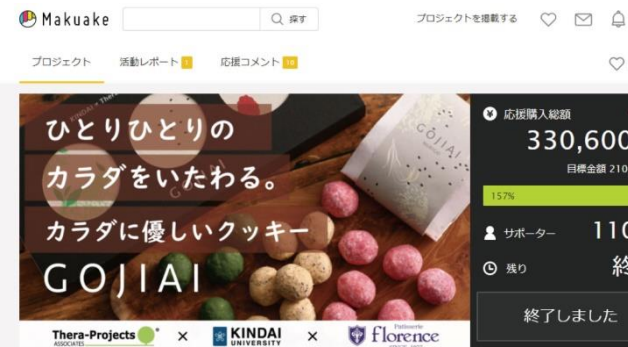 Makuake
探す
プロジェクトを掲載する
プロジェクト 活動レポート 1 応援コメント 18
ひとりひとりの
カラダをいたわる。
カラダに優しいクッキー
GOJIAI
GOJIAI
応援購入総額
330,600
目標金額 210
157%
サポーター 110
残り 終
終了しました
Thera-Projects
ASSOCIATES
×
KINDAI
UNIVERSITY
×
Patisserie
Florence